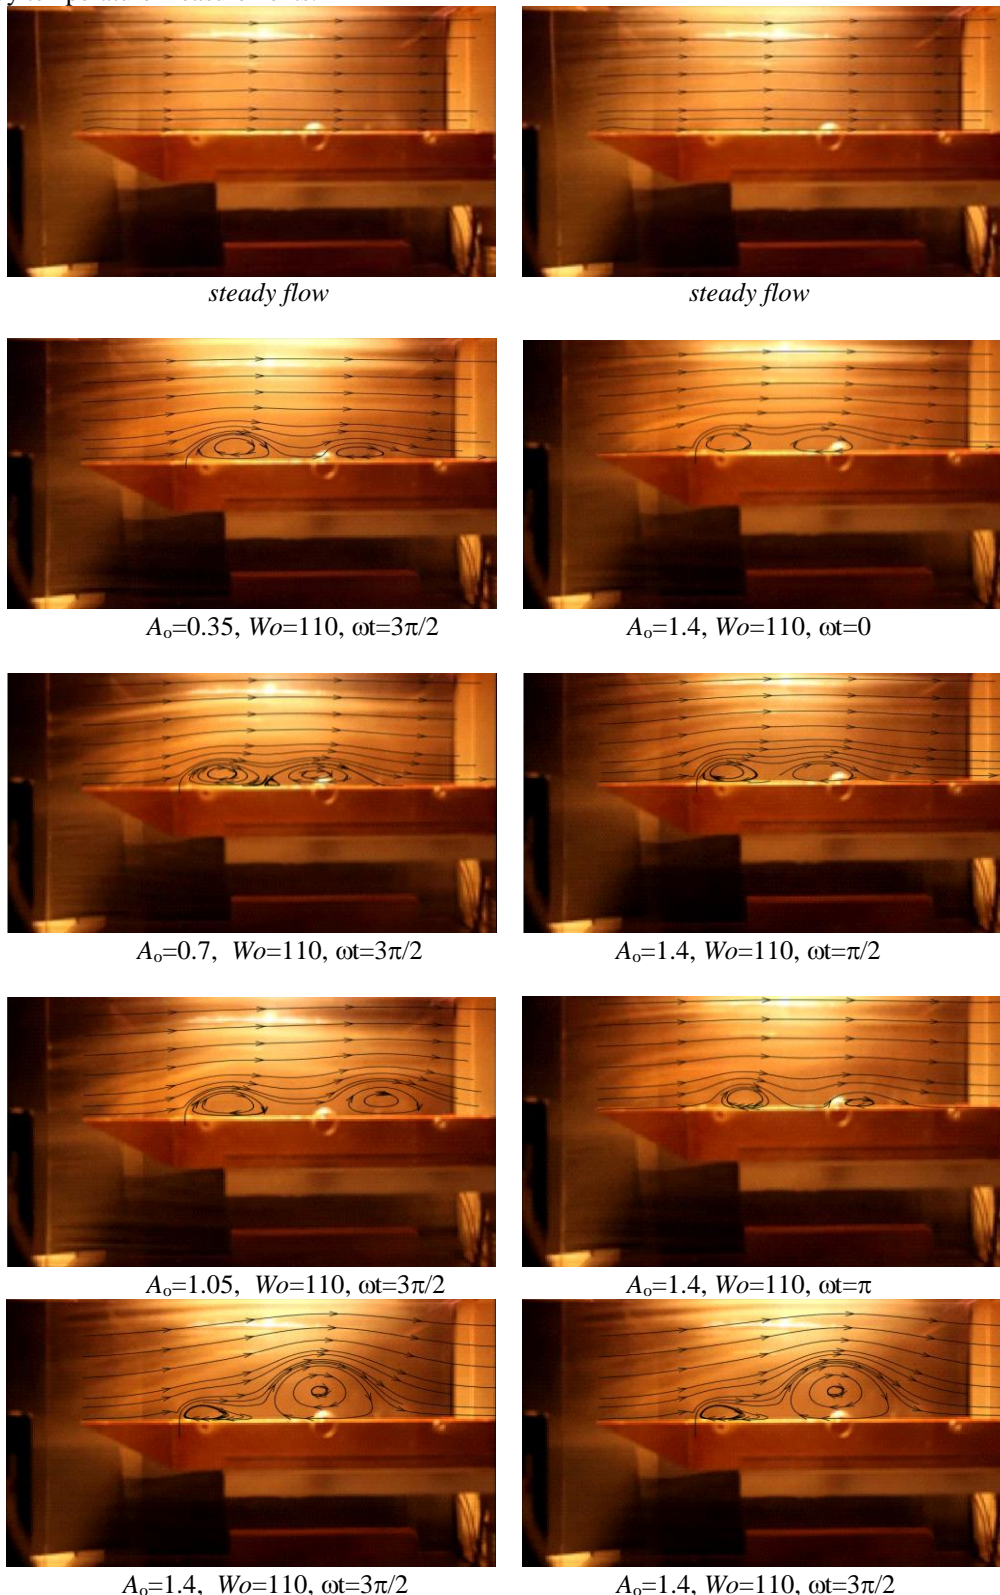 temperature measurements.
steady flow steady flow
Aₒ=0.35, Wo=110, ωt=3π/2 Aₒ=1.4, Wo=110, ωt=0
Aₒ=0.7, Wo=110, ωt=3π/2 Aₒ=1.4, Wo=110, ωt=π/2
Aₒ=1.05, Wo=110, ωt=3π/2 Aₒ=1.4, Wo=110, ωt=π
Aₒ=1.4, Wo=110, ωt=3π/2 Aₒ=1.4, Wo=110, ωt=3π/2